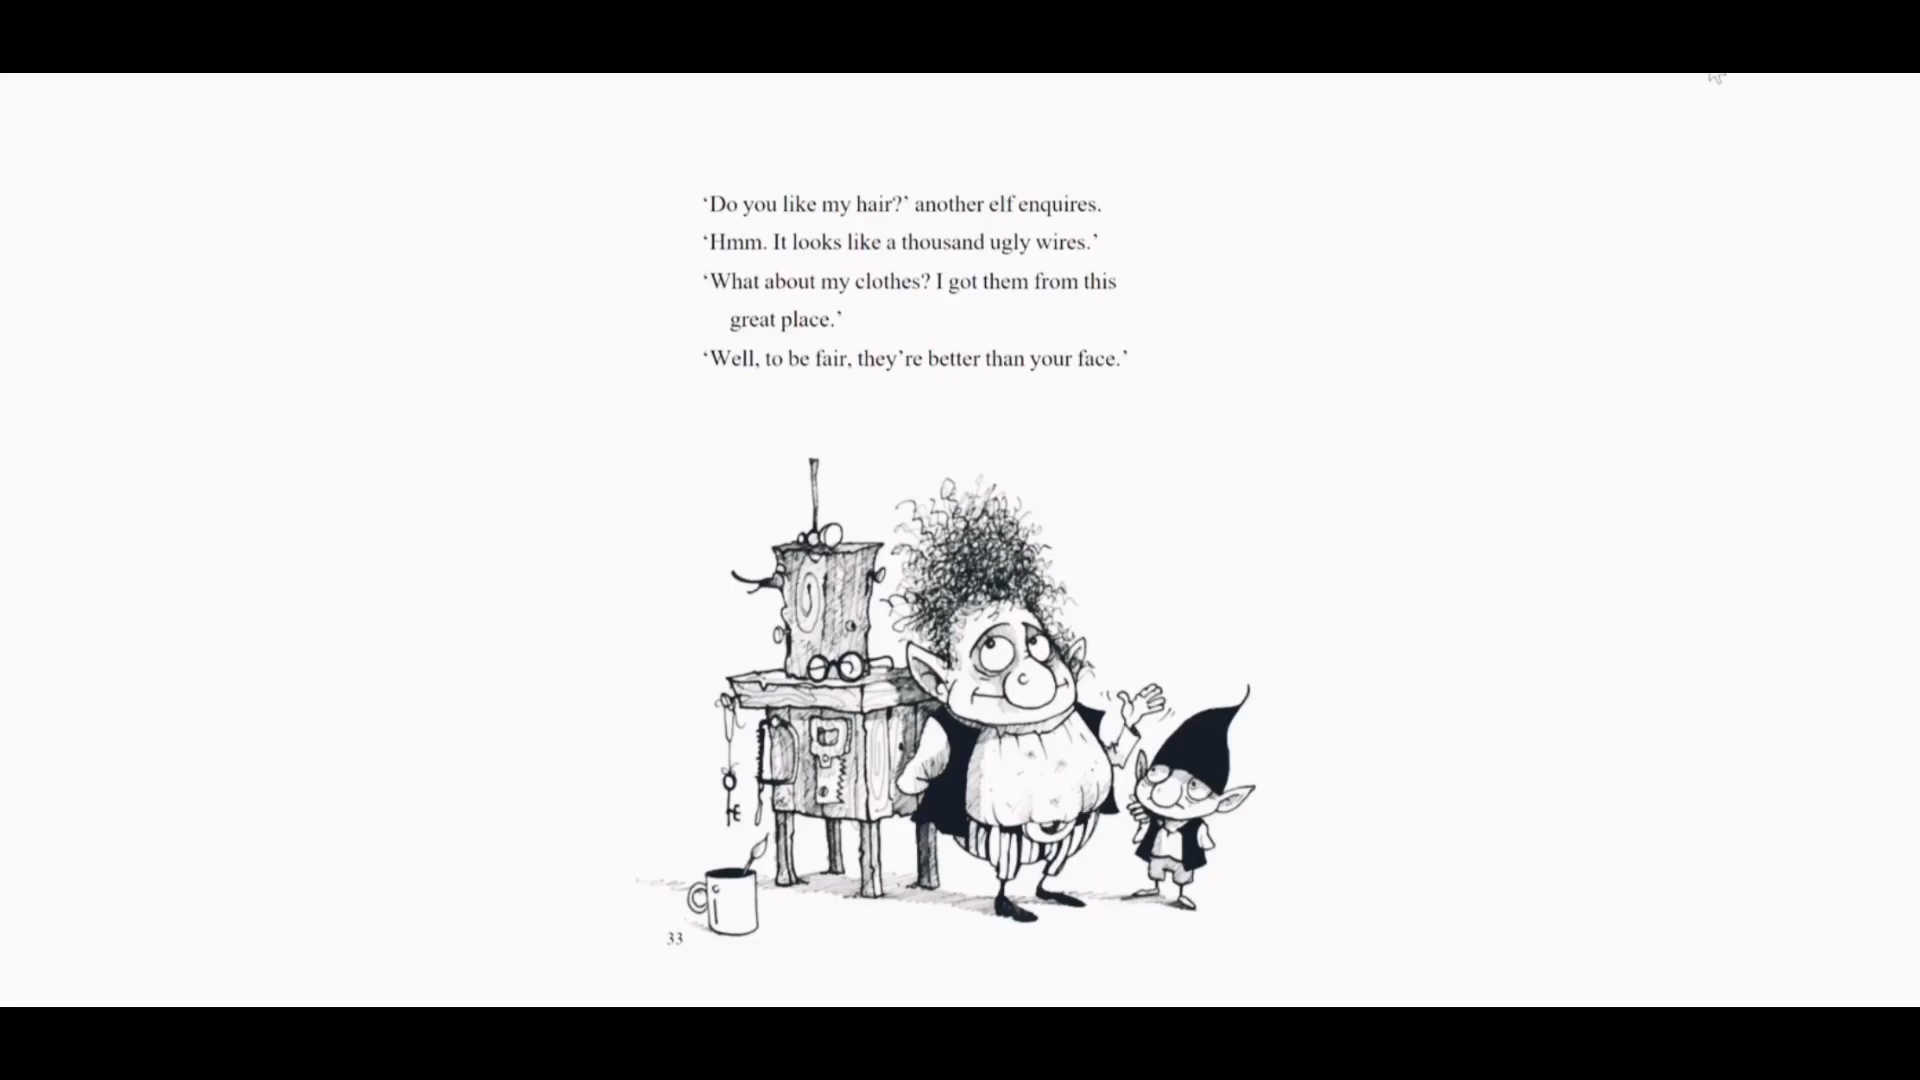 ‘Do you like my hair?’ another elf enquires.
‘Hmm. It looks like a thousand ugly wires.’
‘What about my clothes? I got them from this
great place.’
‘Well, to be fair, they’re better than your face.’
33